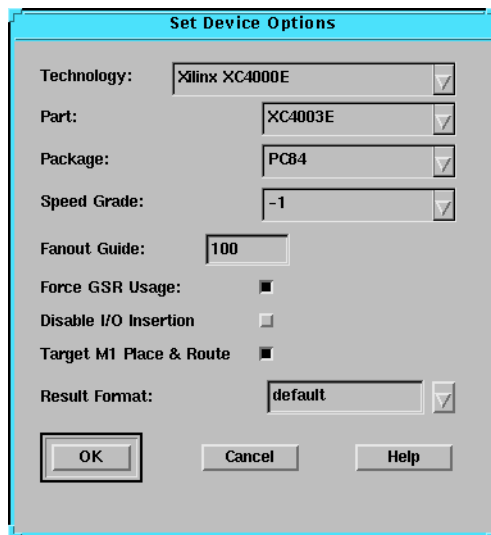 Set Device Options
Technology: Xilinx XC4000E
Part: XC4003E
Package: PC84
Speed Grade: -1
Fanout Guide: 100
Force GSR Usage:
Disable I/O Insertion
Target M1 Place & Route
Result Format: default
OK Cancel Help